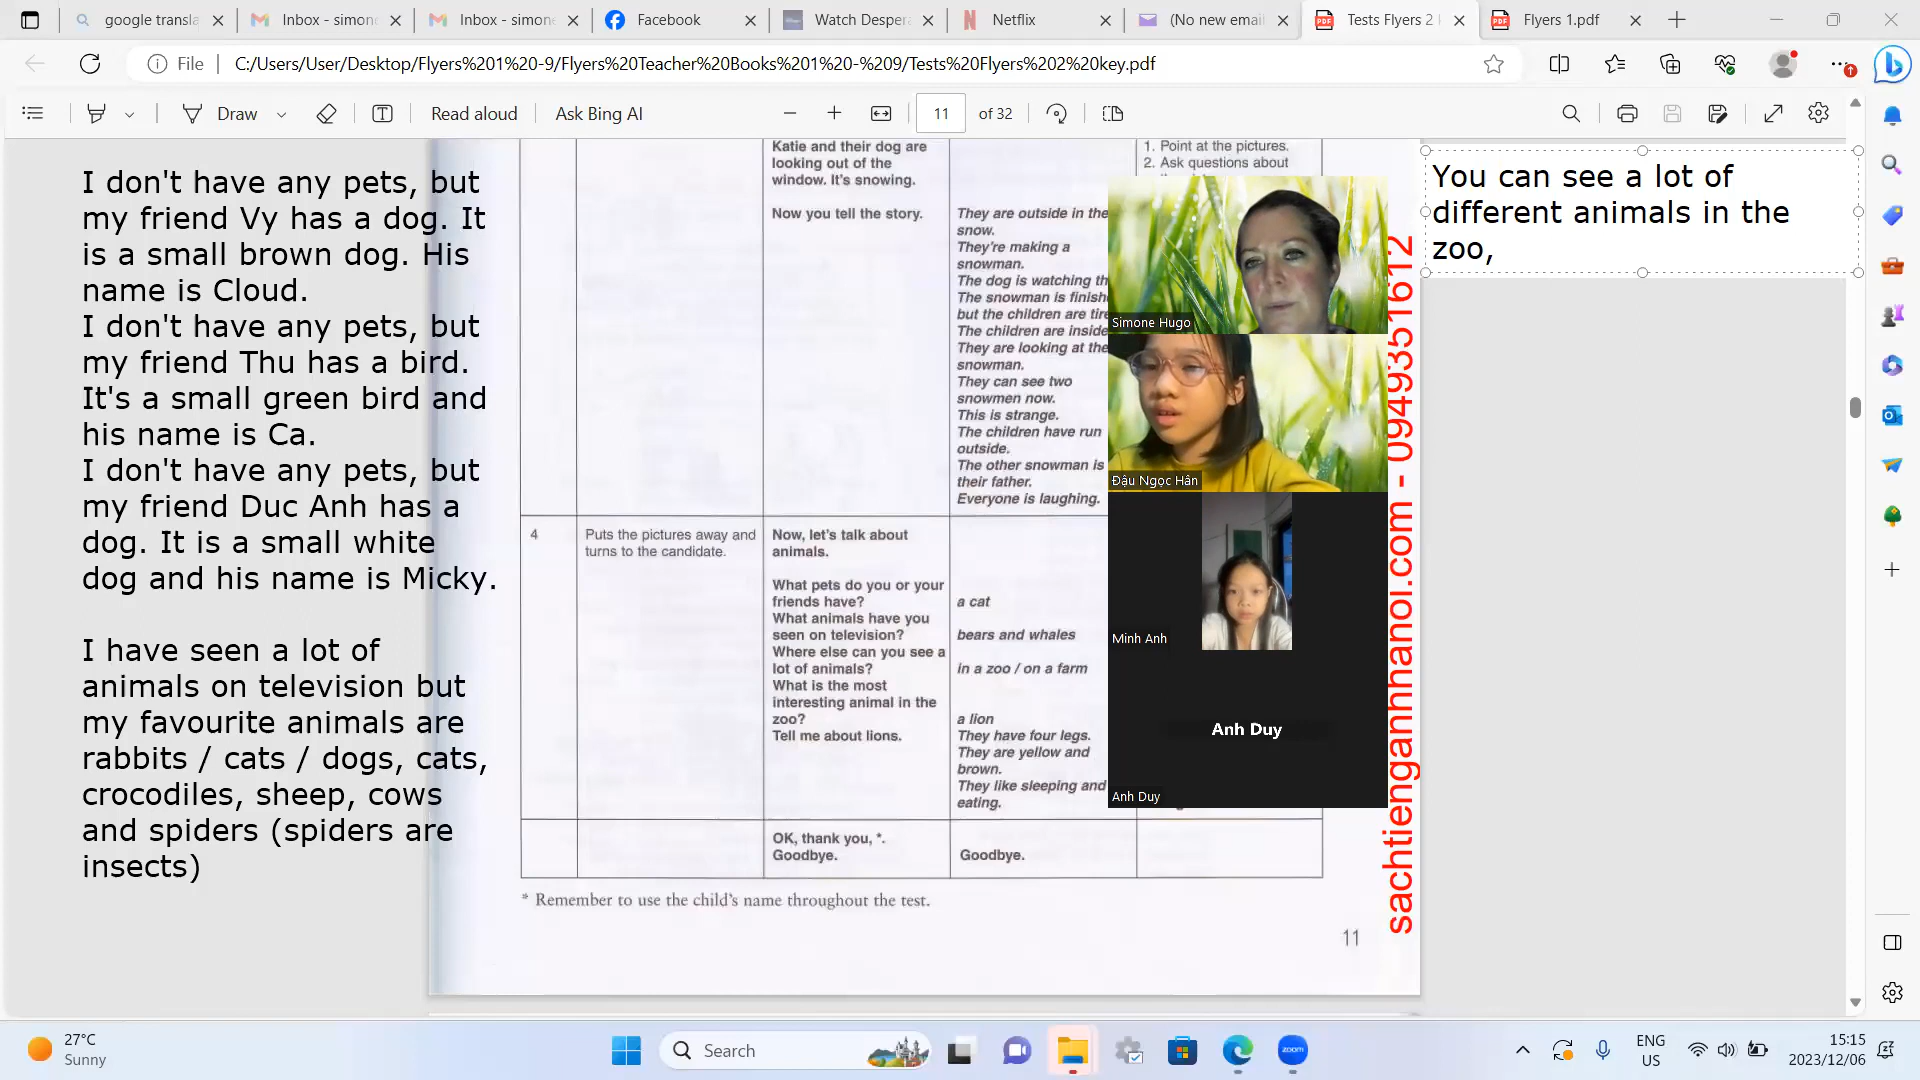 google transla
Inbox - simon
Inbox - simon
Facebook
Watch Despera
Netflix
(No new email
Tests Flyers 2 k
Flyers 1.pdf
File
C:/Users/User/Desktop/Flyers%201%20-9/Flyers%20Teacher%20Books%201%20-%209/Tests%20Flyers%202%20key.pdf
Draw
Read aloud
Ask Bing AI
11
of 32
I don't have any pets, but
my friend Vy has a dog. It
is a small brown dog. His
name is Cloud.
I don't have any pets, but
my friend Thu has a bird.
It's a small green bird and
his name is Ca.
I don't have any pets, but
my friend Duc Anh has a
dog. It is a small white
dog and his name is Micky.
I have seen a lot of
animals on television but
my favourite animals are
rabbits / cats / dogs, cats,
crocodiles, sheep, cows
and spiders (spiders are
insects)
Katie and their dog are
looking out of the
window. It's snowing.
Now you tell the story.
They are outside in the
snow.
They're making a
snowman.
The dog is watching th
The snowman is finish
but the children are tire
The children are inside
They are looking at the
snowman.
They can see two
snowmen now.
This is strange.
The children have run
outside.
The other snowman is
their father.
Everyone is laughing.
1. Point at the pictures.
2. Ask questions about
4
Puts the pictures away and
turns to the candidate.
Now, let's talk about
animals.
What pets do you or your
friends have?
What animals have you
seen on television?
Where else can you see a
lot of animals?
What is the most
interesting animal in the
zoo?
Tell me about lions.
a cat
bears and whales
in a zoo / on a farm
a lion
They have four legs.
They are yellow and
brown.
They like sleeping and
eating.
OK, thank you, *.
Goodbye.
Goodbye.
* Remember to use the child's name throughout the test.
11
Simone Hugo
Đậu Ngọc Hân
Minh Anh
Anh Duy
Anh Duy
sachtienganhhanoi.com - 0949351612
You can see a lot of
different animals in the
zoo,
27°C
Sunny
Search
zoom
ENG
US
15:15
2023/12/06